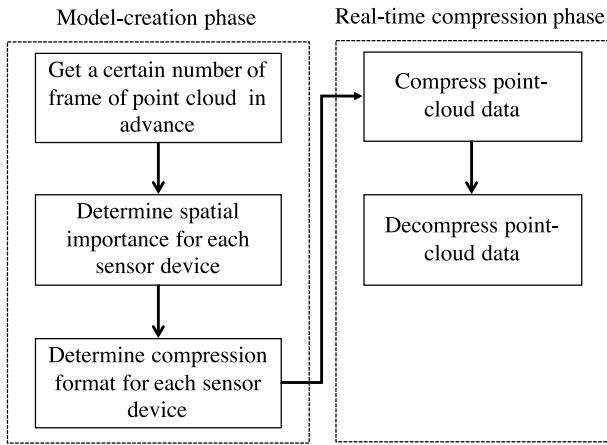 Model-creation phase
Get a certain number of
frame of point cloud in
advance
Determine spatial
importance for each
sensor device
Determine compression
format for each sensor
device
Real-time compression phase
Compress point-
cloud data
Decompress point-
cloud data